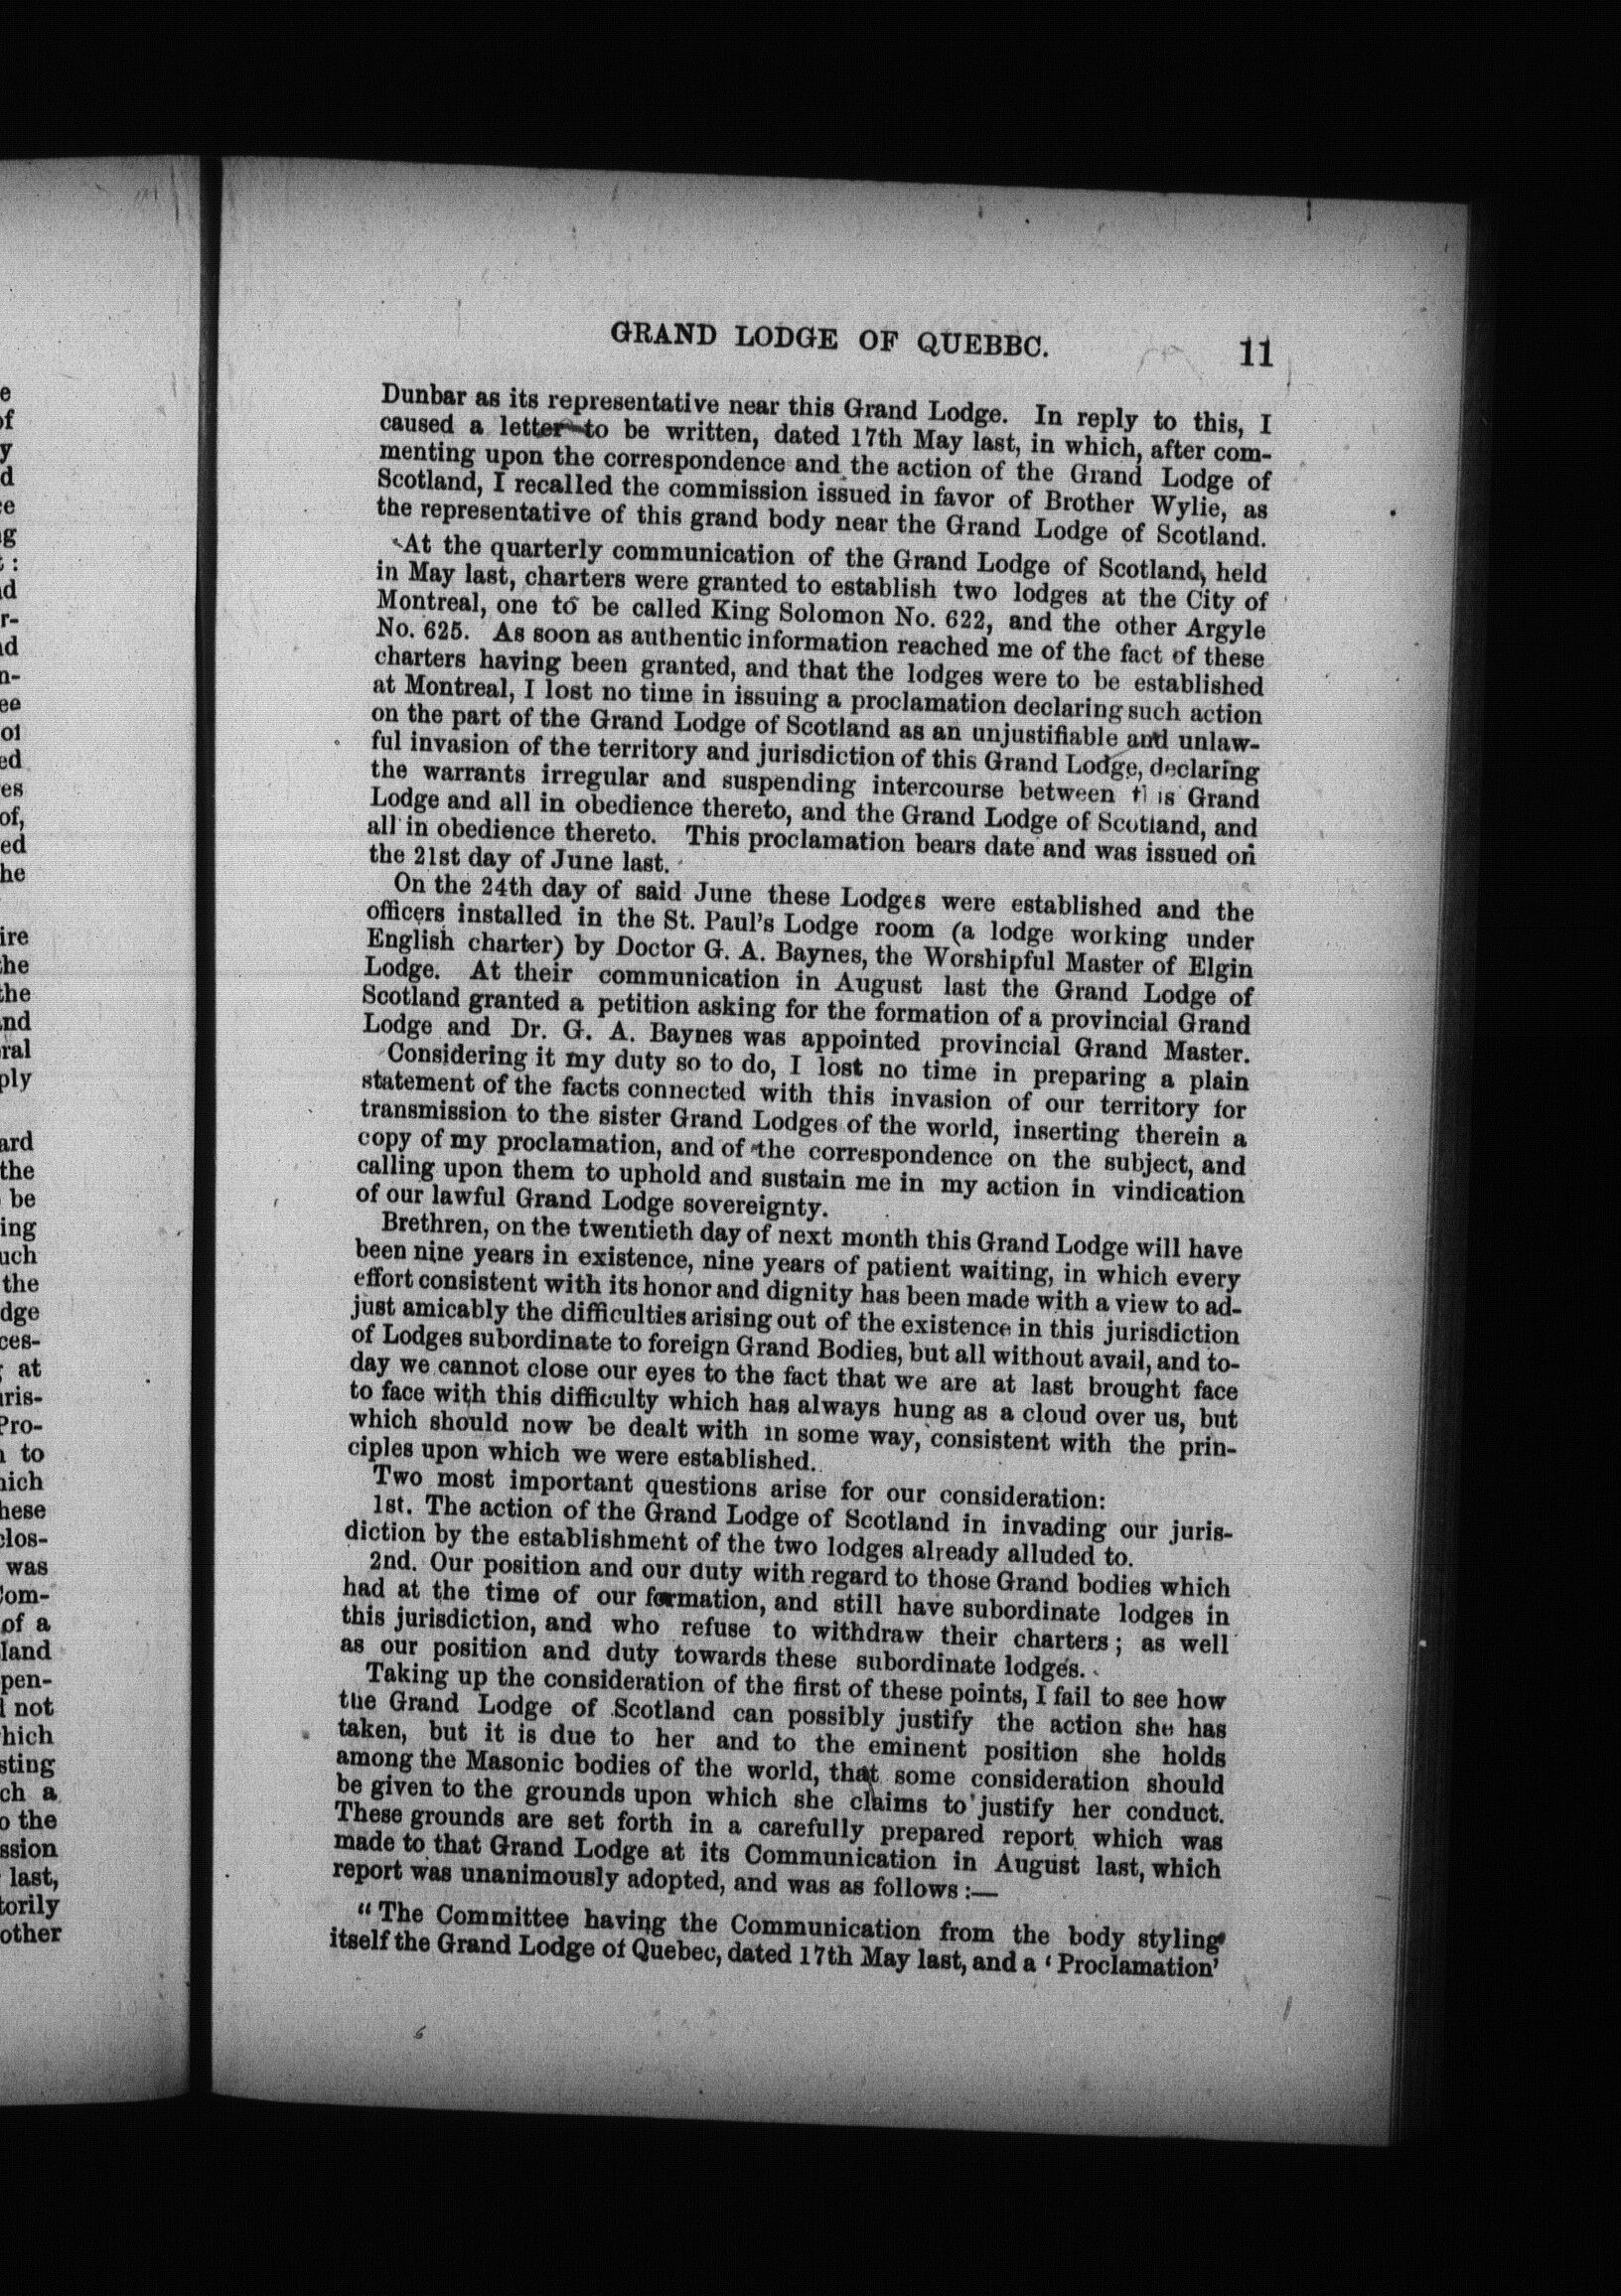 GRAND LODGE OF QUEBBC.
11
Dunbar as its representative near this Grand Lodge. In reply to this, I
caused a letter to be written, dated 17th May last, in which, after com-
menting upon the correspondence and the action of the Grand Lodge of
Scotland, I recalled the commission issued in favor of Brother Wylie, as
the representative of this grand body near the Grand Lodge of Scotland.
At the quarterly communication of the Grand Lodge of Scotland, held
in May last, charters were granted to establish two lodges at the City of
Montreal, one to be called King Solomon No. 622, and the other Argyle
No. 625. As soon as authentic information reached me of the fact of these
charters having been granted, and that the lodges were to be established
at Montreal, I lost no time in issuing a proclamation declaring such action
on the part of the Grand Lodge of Scotland as an unjustifiable and unlaw-
ful invasion of the territory and jurisdiction of this Grand Lodge, declaring
the warrants irregular and suspending intercourse between this Grand
Lodge and all in obedience thereto, and the Grand Lodge of Scotland, and
all in obedience thereto. This proclamation bears date and was issued on
the 21st day of June last.
On the 24th day of said June these Lodges were established and the
officers installed in the St. Paul's Lodge room (a lodge working under
English charter) by Doctor G. A. Baynes, the Worshipful Master of Elgin
Lodge. At their communication in August last the Grand Lodge of
Scotland granted a petition asking for the formation of a provincial Grand
Lodge and Dr. G. A. Baynes was appointed provincial Grand Master.
Considering it my duty so to do, I lost no time in preparing a plain
statement of the facts connected with this invasion of our territory for
transmission to the sister Grand Lodges of the world, inserting therein a
copy of my proclamation, and of the correspondence on the subject, and
calling upon them to uphold and sustain me in my action in vindication
of our lawful Grand Lodge sovereignty.
Brethren, on the twentieth day of next month this Grand Lodge will have
been nine years in existence, nine years of patient waiting, in which every
effort consistent with its honor and dignity has been made with a view to ad-
just amicably the difficulties arising out of the existence in this jurisdiction
of Lodges subordinate to foreign Grand Bodies, but all without avail, and to-
day we cannot close our eyes to the fact that we are at last brought face
to face with this difficulty which has always hung as a cloud over us, but
which should now be dealt with in some way, consistent with the prin-
ciples upon which we were established.
Two most important questions arise for our consideration:
1st. The action of the Grand Lodge of Scotland in invading our juris-
diction by the establishment of the two lodges already alluded to.
2nd. Our position and our duty with regard to those Grand bodies which
had at the time of our formation, and still have subordinate lodges in
this jurisdiction, and who refuse to withdraw their charters; as well
as our position and duty towards these subordinate lodges.
Taking up the consideration of the first of these points, I fail to see how
the Grand Lodge of Scotland can possibly justify the action she has
taken, but it is due to her and to the eminent position she holds
among the Masonic bodies of the world, that some consideration should
be given to the grounds upon which she claims to justify her conduct.
These grounds are set forth in a carefully prepared report which was
made to that Grand Lodge at its Communication in August last, which
report was unanimously adopted, and was as follows:—
"The Committee having the Communication from the body styling
itself the Grand Lodge of Quebec, dated 17th May last, and a 'Proclamation'